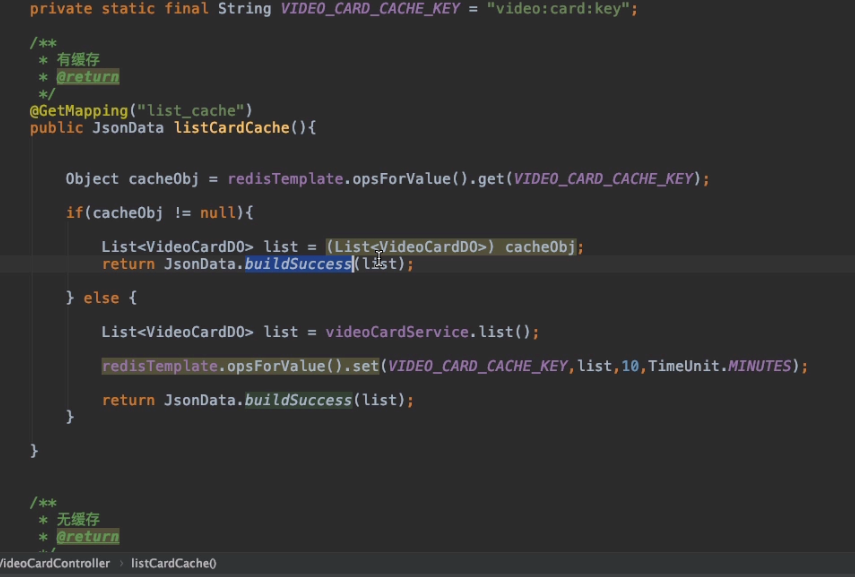 private static final String VIDEO_CARD_CACHE_KEY = "video:card:key";
/**
* 有缓存
* @return
*/
@GetMapping("list_cache")
public JsonData listCardCache(){
Object cacheObj = redisTemplate.opsForValue().get(VIDEO_CARD_CACHE_KEY);
if(cacheObj != null){
List<VideoCardDO> list = (List<VideoCardDO>) cacheObj;
return JsonData.buildSuccess(list);
} else {
List<VideoCardDO> list = videoCardService.list();
redisTemplate.opsForValue().set(VIDEO_CARD_CACHE_KEY,list,10,TimeUnit.MINUTES);
return JsonData.buildSuccess(list);
}
}
/**
* 无缓存
* @return
*/
VideoCardController › listCardCache()